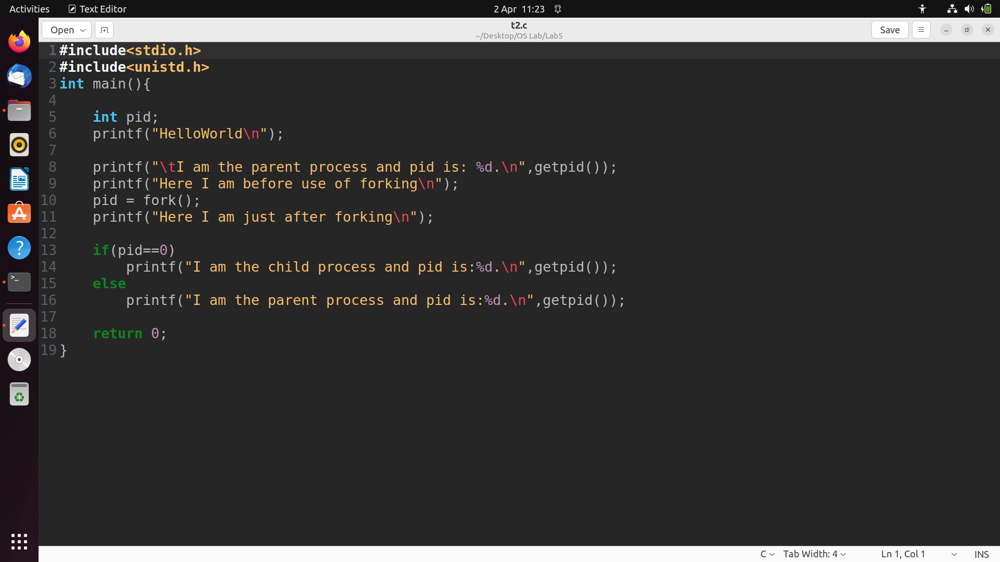 Activities Text Editor 2 Apr 11:23
Open t2.c Save
~/Desktop/OS Lab/Lab5
1 #include<stdio.h>
2 #include<unistd.h>
3 int main(){
4
5     int pid;
6     printf("HelloWorld\n");
7
8     printf("\tI am the parent process and pid is: %d.\n",getpid());
9     printf("Here I am before use of forking\n");
10     pid = fork();
11     printf("Here I am just after forking\n");
12
13     if(pid==0)
14         printf("I am the child process and pid is:%d.\n",getpid());
15     else
16         printf("I am the parent process and pid is:%d.\n",getpid());
17
18     return 0;
19 }
C Tab Width: 4 Ln 1, Col 1 INS